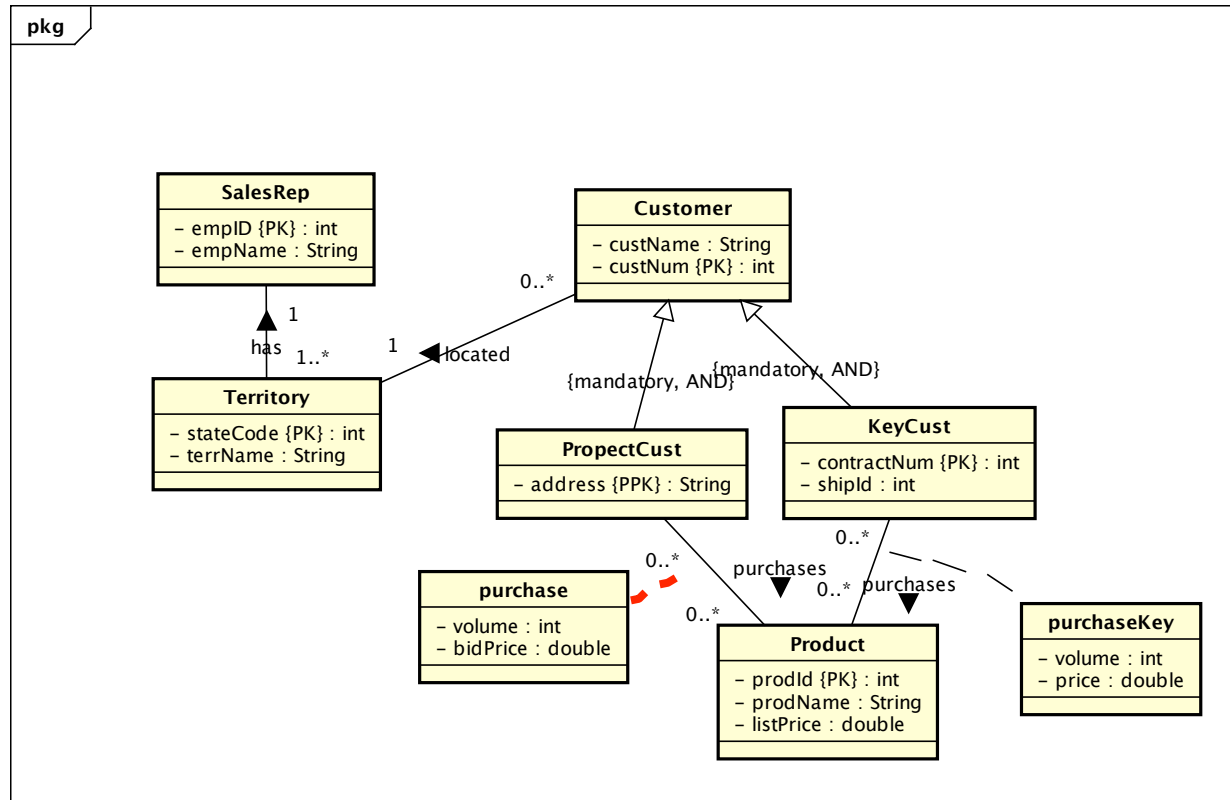 pkg
SalesRep
– empID {PK} : int
– empName : String
Customer
– custName : String
– custNum {PK} : int
0..*
1
has
1..*
1
located
{mandatory, AND}
{mandatory, AND}
Territory
– stateCode {PK} : int
– terrName : String
PropectCust
– address {PPK} : String
KeyCust
– contractNum {PK} : int
– shipId : int
0..*
0..*
purchases
0..*
purchases
0..*
purchase
– volume : int
– bidPrice : double
Product
– prodId {PK} : int
– prodName : String
– listPrice : double
purchaseKey
– volume : int
– price : double